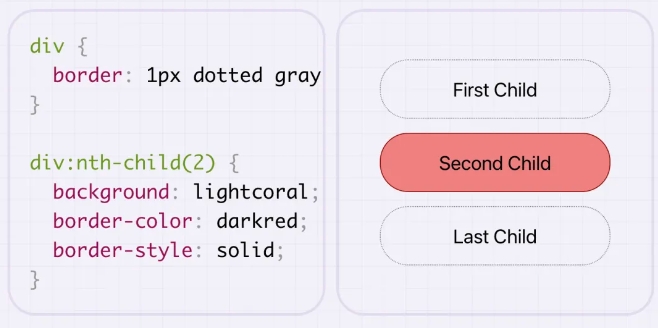 div {
border: 1px dotted gray
}
div:nth-child(2) {
background: lightcoral;
border-color: darkred;
border-style: solid;
}
First Child
Second Child
Last Child